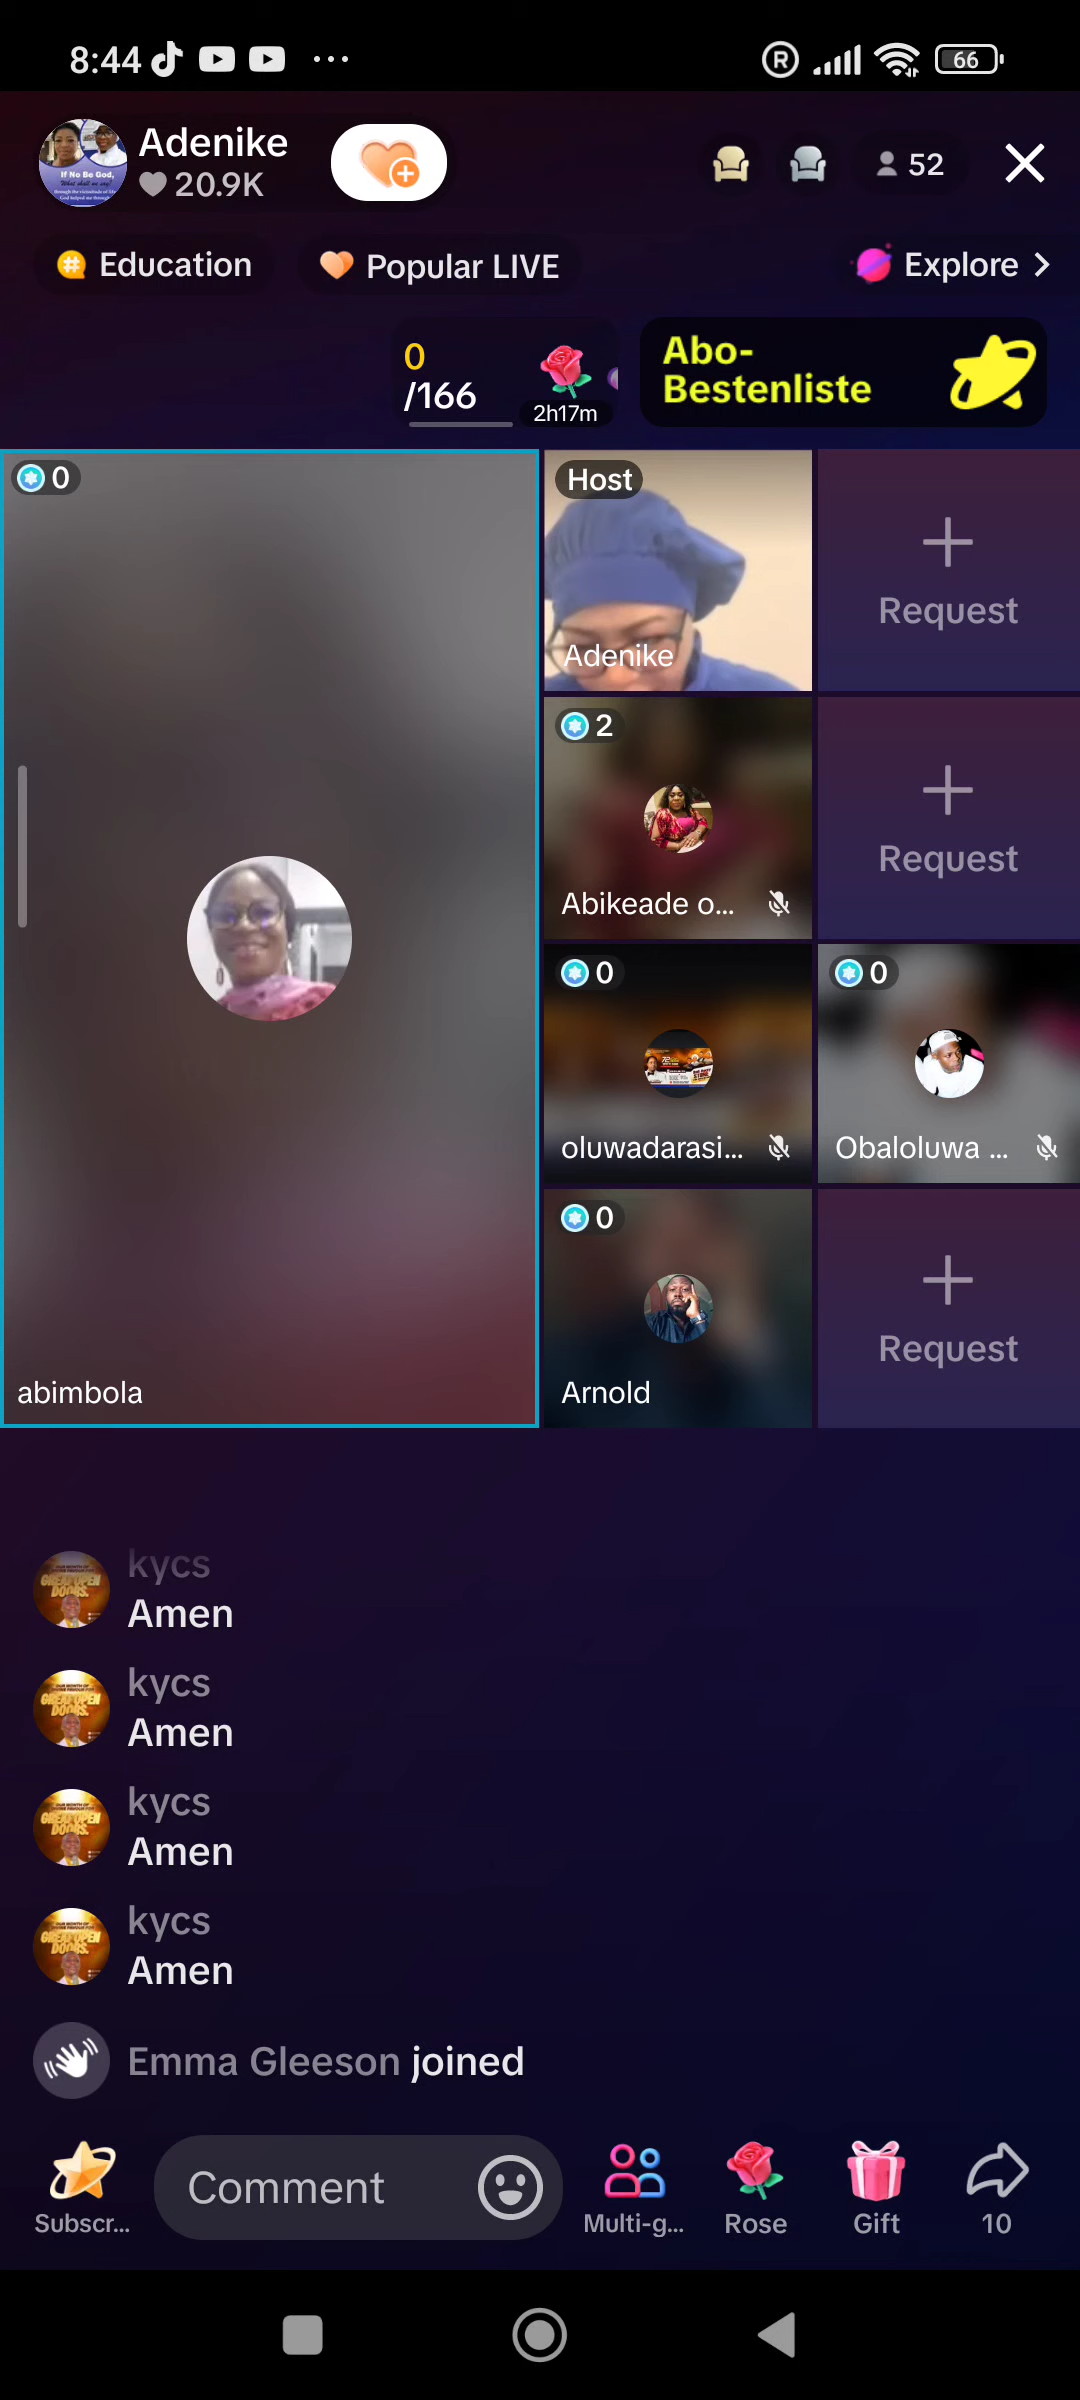 8:44
66
Adenike
20.9K
52
Education
Popular LIVE
Explore
0
/166
2h17m
Abo-
Bestenliste
0
Host
Adenike
Request
2
Abikeade o...
Request
0
oluwadarasi...
0
Obaloluwa ...
abimbola
0
Arnold
Request
kycs
Amen
kycs
Amen
kycs
Amen
kycs
Amen
Emma Gleeson joined
Subscr...
Comment
Multi-g...
Rose
Gift
10